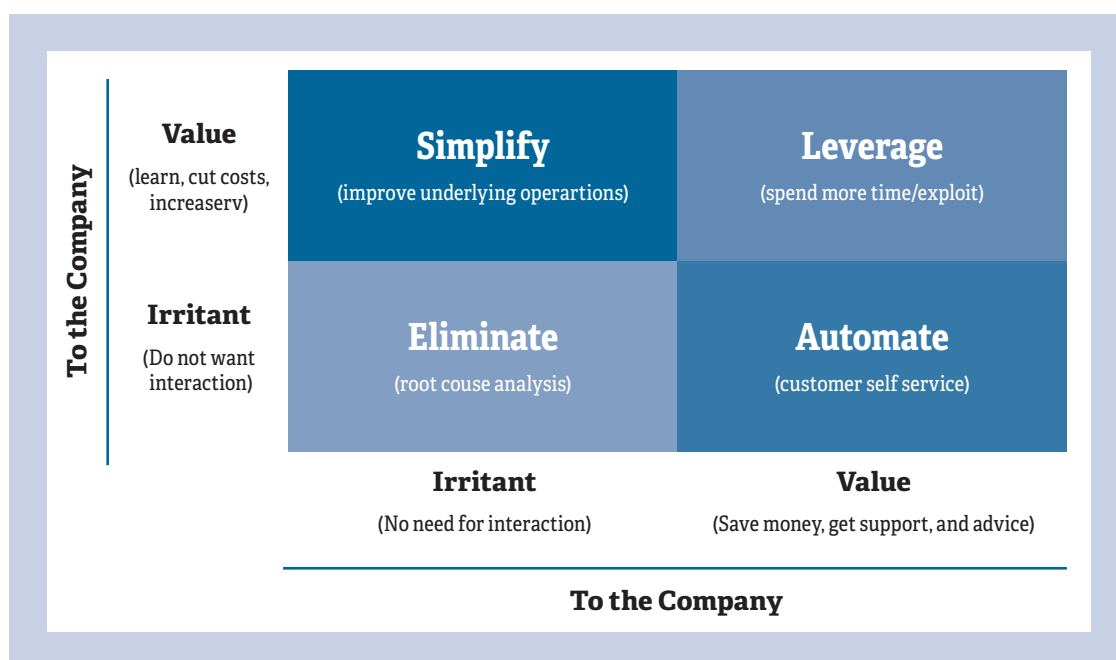 To the Company
Value
(learn, cut costs,
increaserv)
Simplify
(improve underlying operartions)
Leverage
(spend more time/exploit)
Irritant
(Do not want
interaction)
Eliminate
(root couse analysis)
Automate
(customer self service)
Irritant
(No need for interaction)
Value
(Save money, get support, and advice)
To the Company